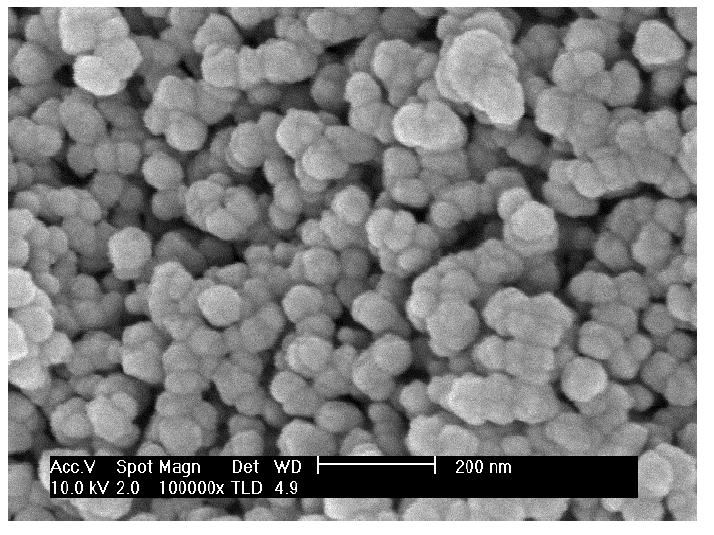 Acc.V Spot Magn Det WD 200 nm
10.0 kV 2.0 100000x TLD 4.9